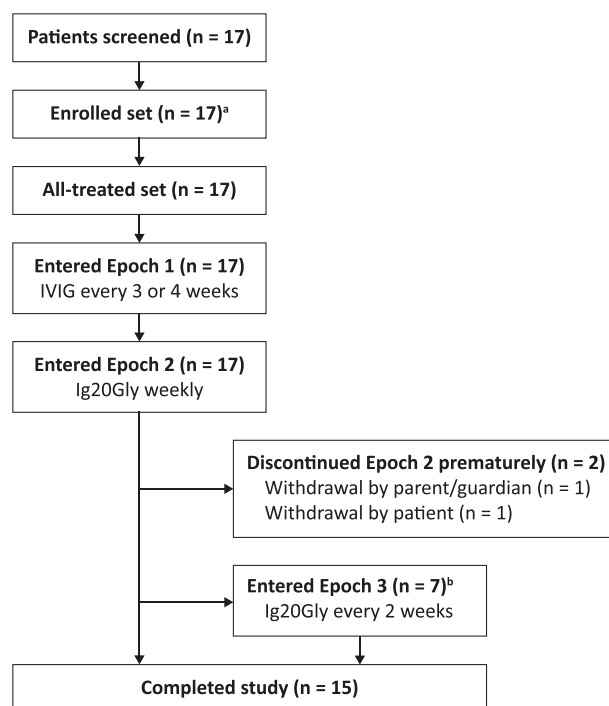 Patients screened (n = 17)
Enrolled set (n = 17)ᵃ
All-treated set (n = 17)
Entered Epoch 1 (n = 17)
IVIG every 3 or 4 weeks
Entered Epoch 2 (n = 17)
Ig20Gly weekly
Discontinued Epoch 2 prematurely (n = 2)
Withdrawal by parent/guardian (n = 1)
Withdrawal by patient (n = 1)
Entered Epoch 3 (n = 7)ᵇ
Ig20Gly every 2 weeks
Completed study (n = 15)